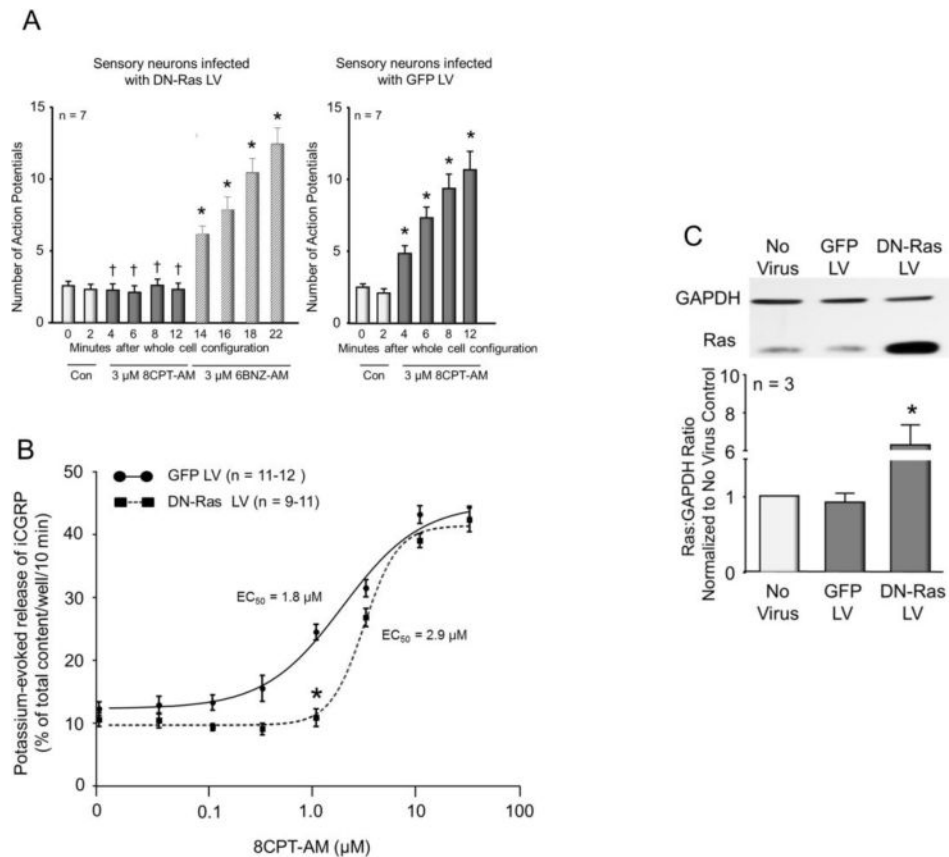 A
Sensory neurons infected
with DN-Ras LV
n = 7
Number of Action Potentials
15
10
5
0
* * * *
† † † †
0 2 4 6 8 12 14 16 18 22
Minutes after whole cell configuration
Con 3 µM 8CPT-AM 3 µM 6BNZ-AM
Sensory neurons infected
with GFP LV
n = 7
Number of Action Potentials
15
10
5
0
* * * *
0 2 4 6 8 12
Minutes after whole cell configuration
Con 3 µM 8CPT-AM
B
GFP LV (n = 11-12 )
DN-Ras LV (n = 9-11)
Potassium-evoked release of iCGRP
(% of total content/well/10 min)
50
40
30
20
10
0
EC50 = 1.8 µM
EC50 = 2.9 µM
*
0 0.1 1.0 10 100
8CPT-AM (µM)
C
No GFP DN-Ras
Virus LV LV
GAPDH
Ras
n = 3
*
Ras:GAPDH Ratio
Normalized to No Virus Control
10
8
6
1
0
No GFP DN-Ras
Virus LV LV